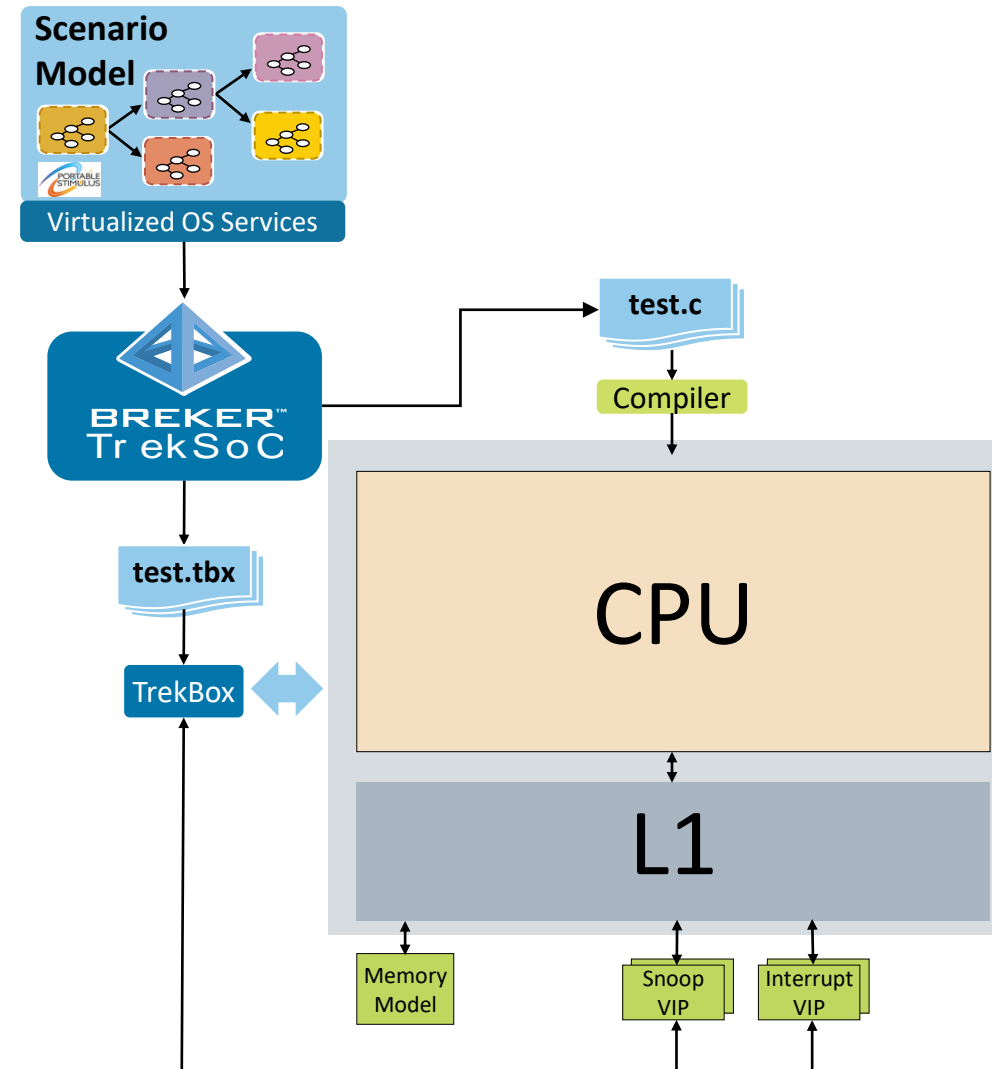 Scenario
Model
PORTABLE
STIMULUS
Virtualized OS Services
test.c
Compiler
BREKER™
TrekSoC
CPU
test.tbx
TrekBox
L1
Memory
Model
Snoop
VIP
Interrupt
VIP